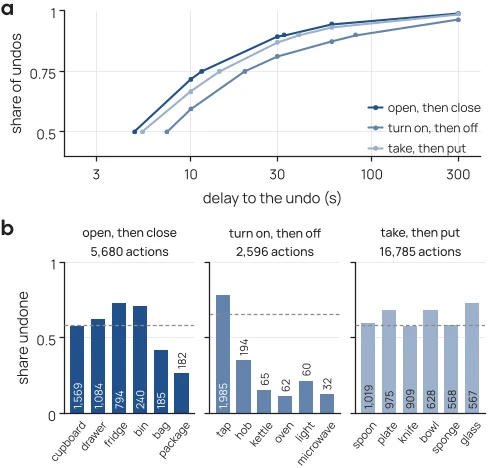 a
share of undos
1
0.75
0.5
open, then close
turn on, then off
take, then put
3
10
30
100
300
delay to the undo (s)
b
open, then close
5,680 actions
turn on, then off
2,596 actions
take, then put
16,785 actions
share undone
1
0.5
0
1,569
1,084
794
240
185
182
1,985
194
65
62
60
32
1,019
975
909
628
568
567
cupboard
drawer
fridge
bin
bag
package
tap
hob
kettle
oven
light
microwave
spoon
plate
knife
bowl
sponge
glass